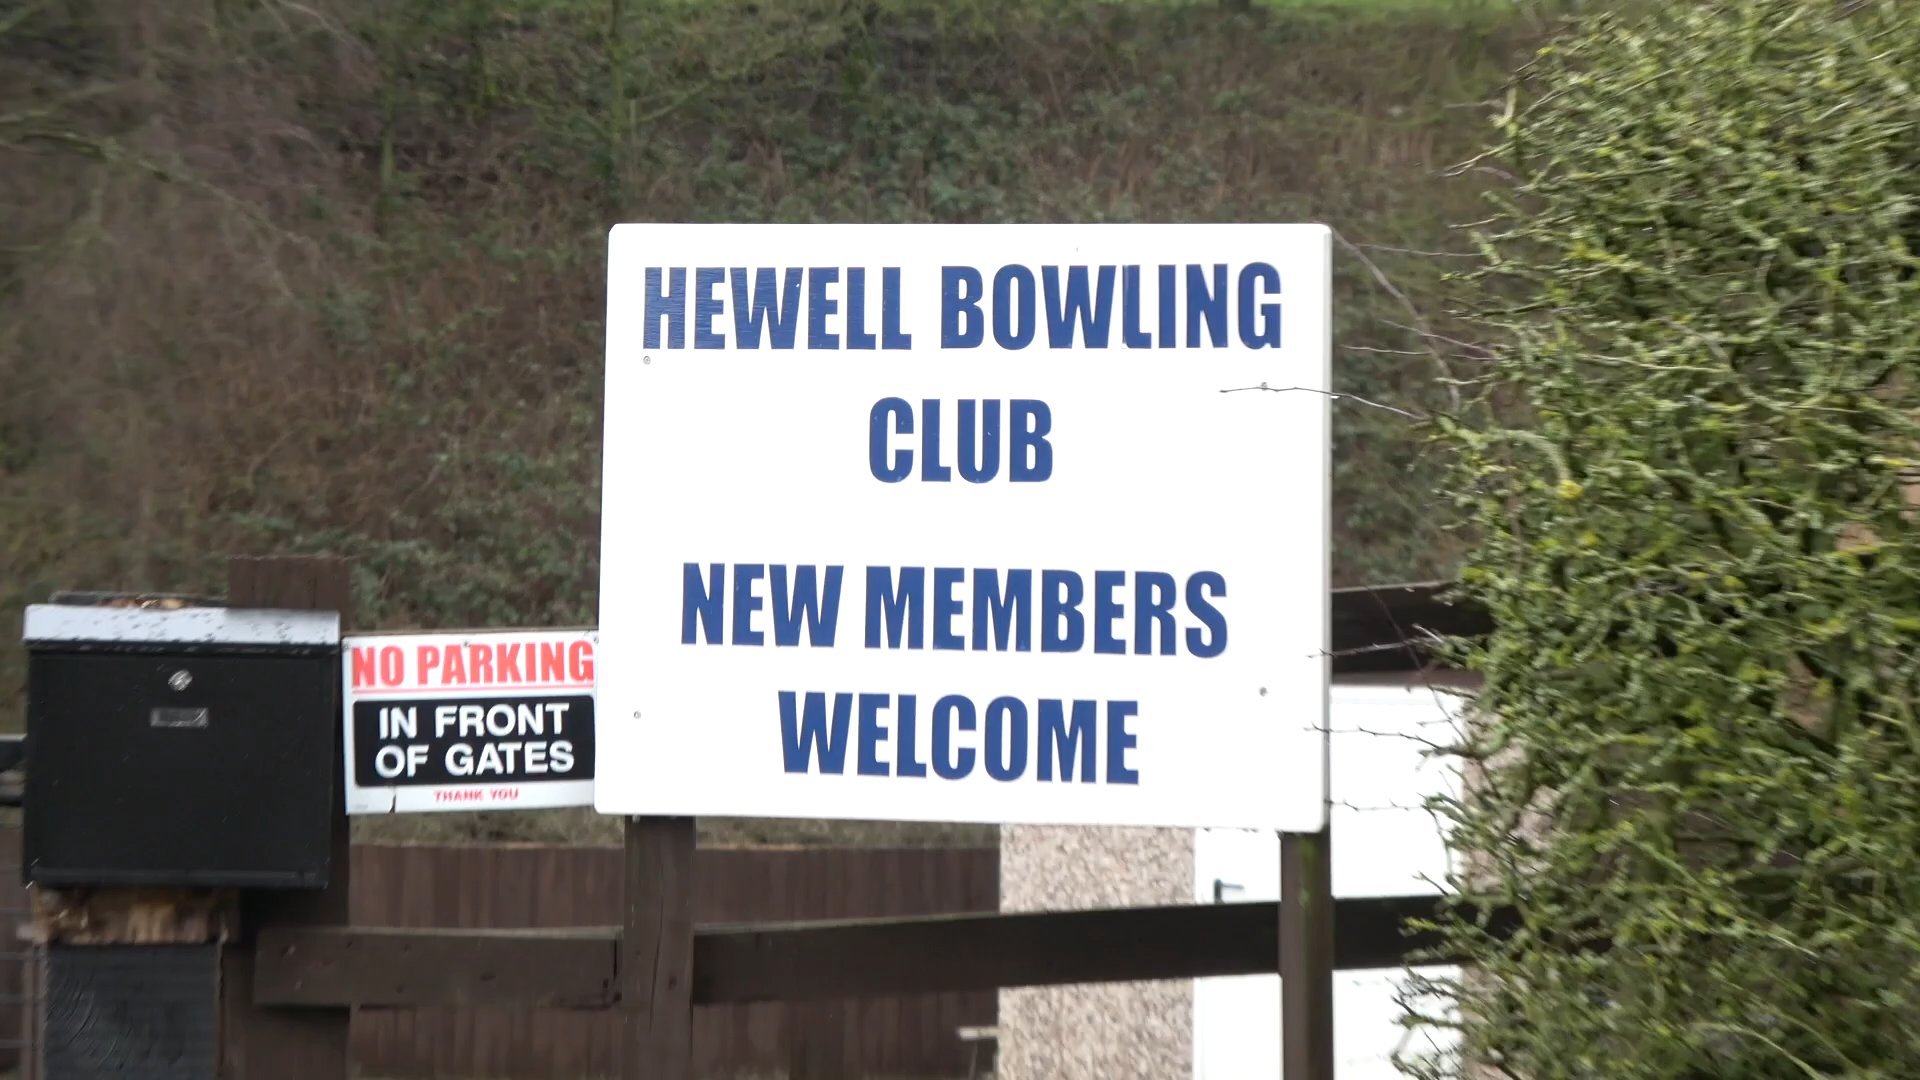 HEWELL BOWLING
CLUB
NEW MEMBERS
WELCOME
NO PARKING
IN FRONT
OF GATES
THANK YOU